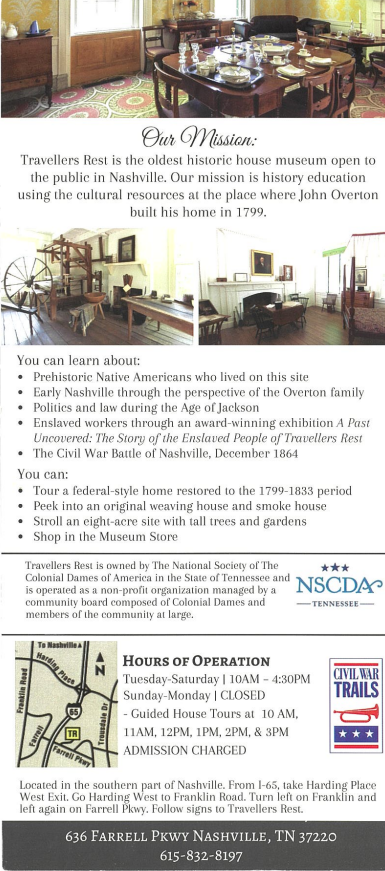 Our Mission:
Travellers Rest is the oldest historic house museum open to
the public in Nashville. Our mission is history education
using the cultural resources at the place where John Overton
built his home in 1799.
You can learn about:
• Prehistoric Native Americans who lived on this site
• Early Nashville through the perspective of the Overton family
• Politics and law during the Age of Jackson
• Enslaved workers through an award-winning exhibition A Past
Uncovered: The Story of the Enslaved People of Travellers Rest
• The Civil War Battle of Nashville, December 1864
You can:
• Tour a federal-style home restored to the 1799-1833 period
• Peek into an original weaving house and smoke house
• Stroll an eight-acre site with tall trees and gardens
• Shop in the Museum Store
Travellers Rest is owned by The National Society of The
Colonial Dames of America in the State of Tennessee and
is operated as a non-profit organization managed by a
community board composed of Colonial Dames and
members of the community at large.
NSCDA
TENNESSEE
To Nashville
Harding Place
N
Franklin Road
65
Trousdale Dr
TR
Farrell
Farrell Pkwy
HOURS OF OPERATION
Tuesday-Saturday | 10AM – 4:30PM
Sunday-Monday | CLOSED
- Guided House Tours at 10 AM,
11AM, 12PM, 1PM, 2PM, & 3PM
ADMISSION CHARGED
CIVIL WAR
TRAILS
Located in the southern part of Nashville. From I-65, take Harding Place
West Exit. Go Harding West to Franklin Road. Turn left on Franklin and
left again on Farrell Pkwy. Follow signs to Travellers Rest.
636 FARRELL PKWY NASHVILLE, TN 37220
615-832-8197